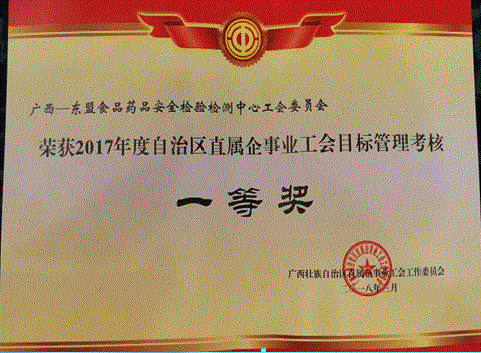 广西—东盟食品药品安全检验检测中心工会委员会
荣获2017年度自治区直属企事业工会目标管理考核
一等奖
广西壮族自治区直属企事业工会工作委员会
二〇一八年二月